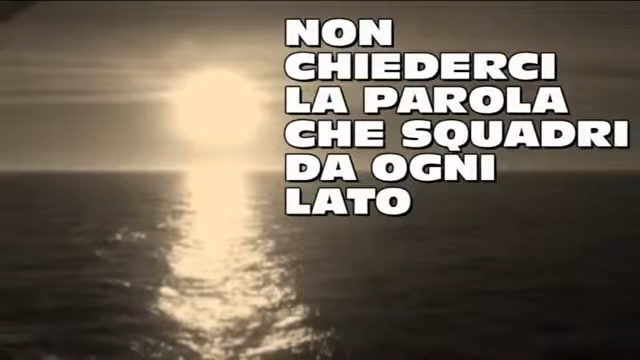 NON
CHIEDERCI
LA PAROLA
CHE SQUADRI
DA OGNI
LATO